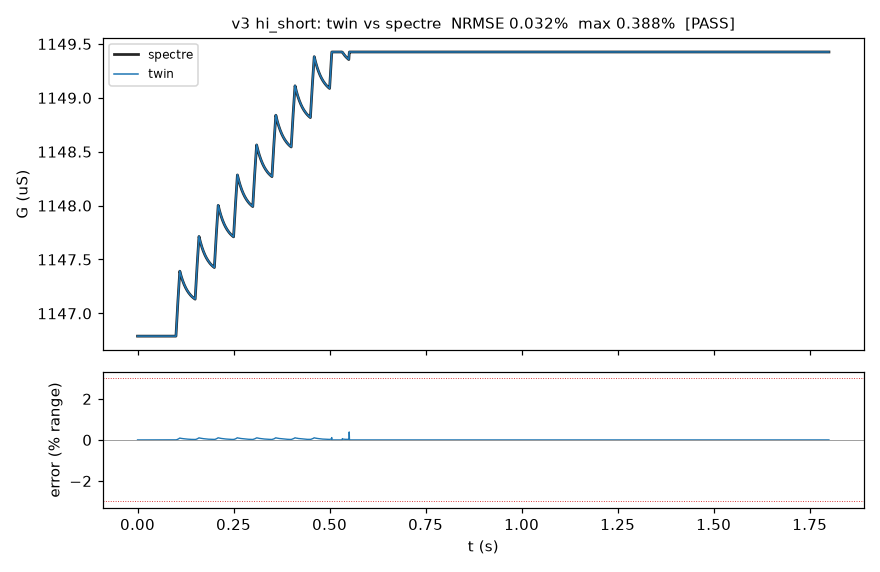 v3 hi_short: twin vs spectre  NRMSE 0.032%  max 0.388%  [PASS]
spectre
twin
G (uS)
1149.5
1149.0
1148.5
1148.0
1147.5
1147.0
error (% range)
2
0
−2
0.00 0.25 0.50 0.75 1.00 1.25 1.50 1.75
t (s)